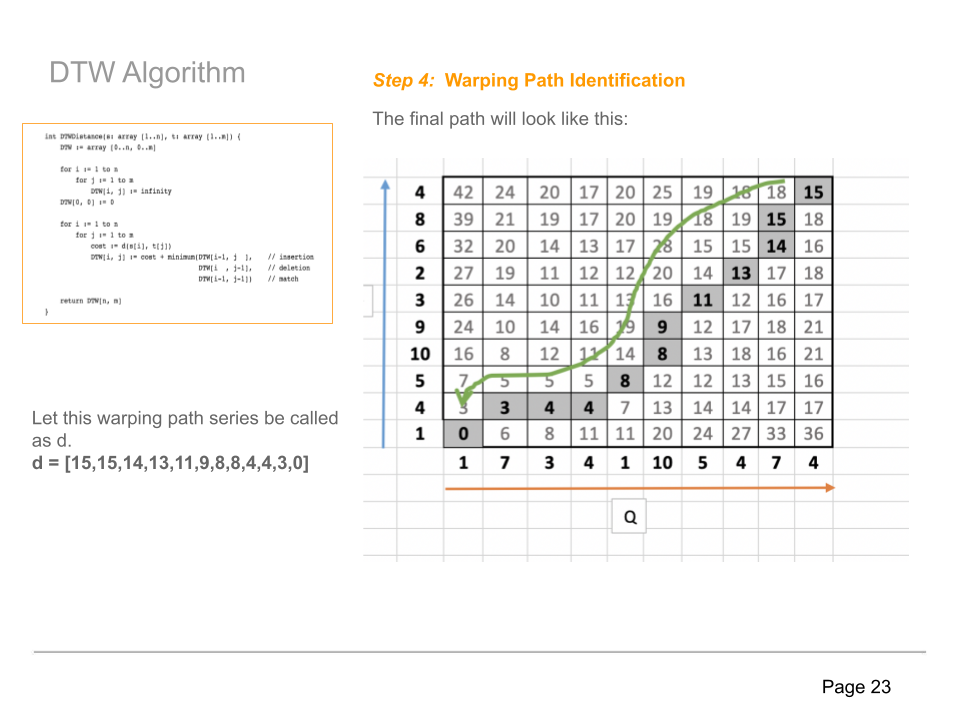 DTW Algorithm
Step 4: Warping Path Identification
The final path will look like this:
int DTWDistance(s: array [1..n], t: array [1..m]) {
DTW := array [0..n, 0..m]
for i := 1 to n
for j := 1 to m
DTW[i, j] := infinity
DTW[0, 0] := 0
for i := 1 to n
for j := 1 to m
cost := d(s[i], t[j])
DTW[i, j] := cost + minimum(DTW[i-1, j ], // insertion
DTW[i , j-1], // deletion
DTW[i-1, j-1]) // match
return DTW[n, m]
}
Let this warping path series be called
as d.
d = [15,15,14,13,11,9,8,8,4,4,3,0]
4 42 24 20 17 20 25 19 18 18 15
8 39 21 19 17 20 19 18 19 15 18
6 32 20 14 13 17 28 15 15 14 16
2 27 19 11 12 12 20 14 13 17 18
3 26 14 10 11 13 16 11 12 16 17
9 24 10 14 16 19 9 12 17 18 21
10 16 8 12 11 14 8 13 18 16 21
5 7 5 5 5 8 12 12 13 15 16
4 3 3 4 4 7 13 14 14 17 17
1 0 6 8 11 11 20 24 27 33 36
1 7 3 4 1 10 5 4 7 4
Q
Page 23